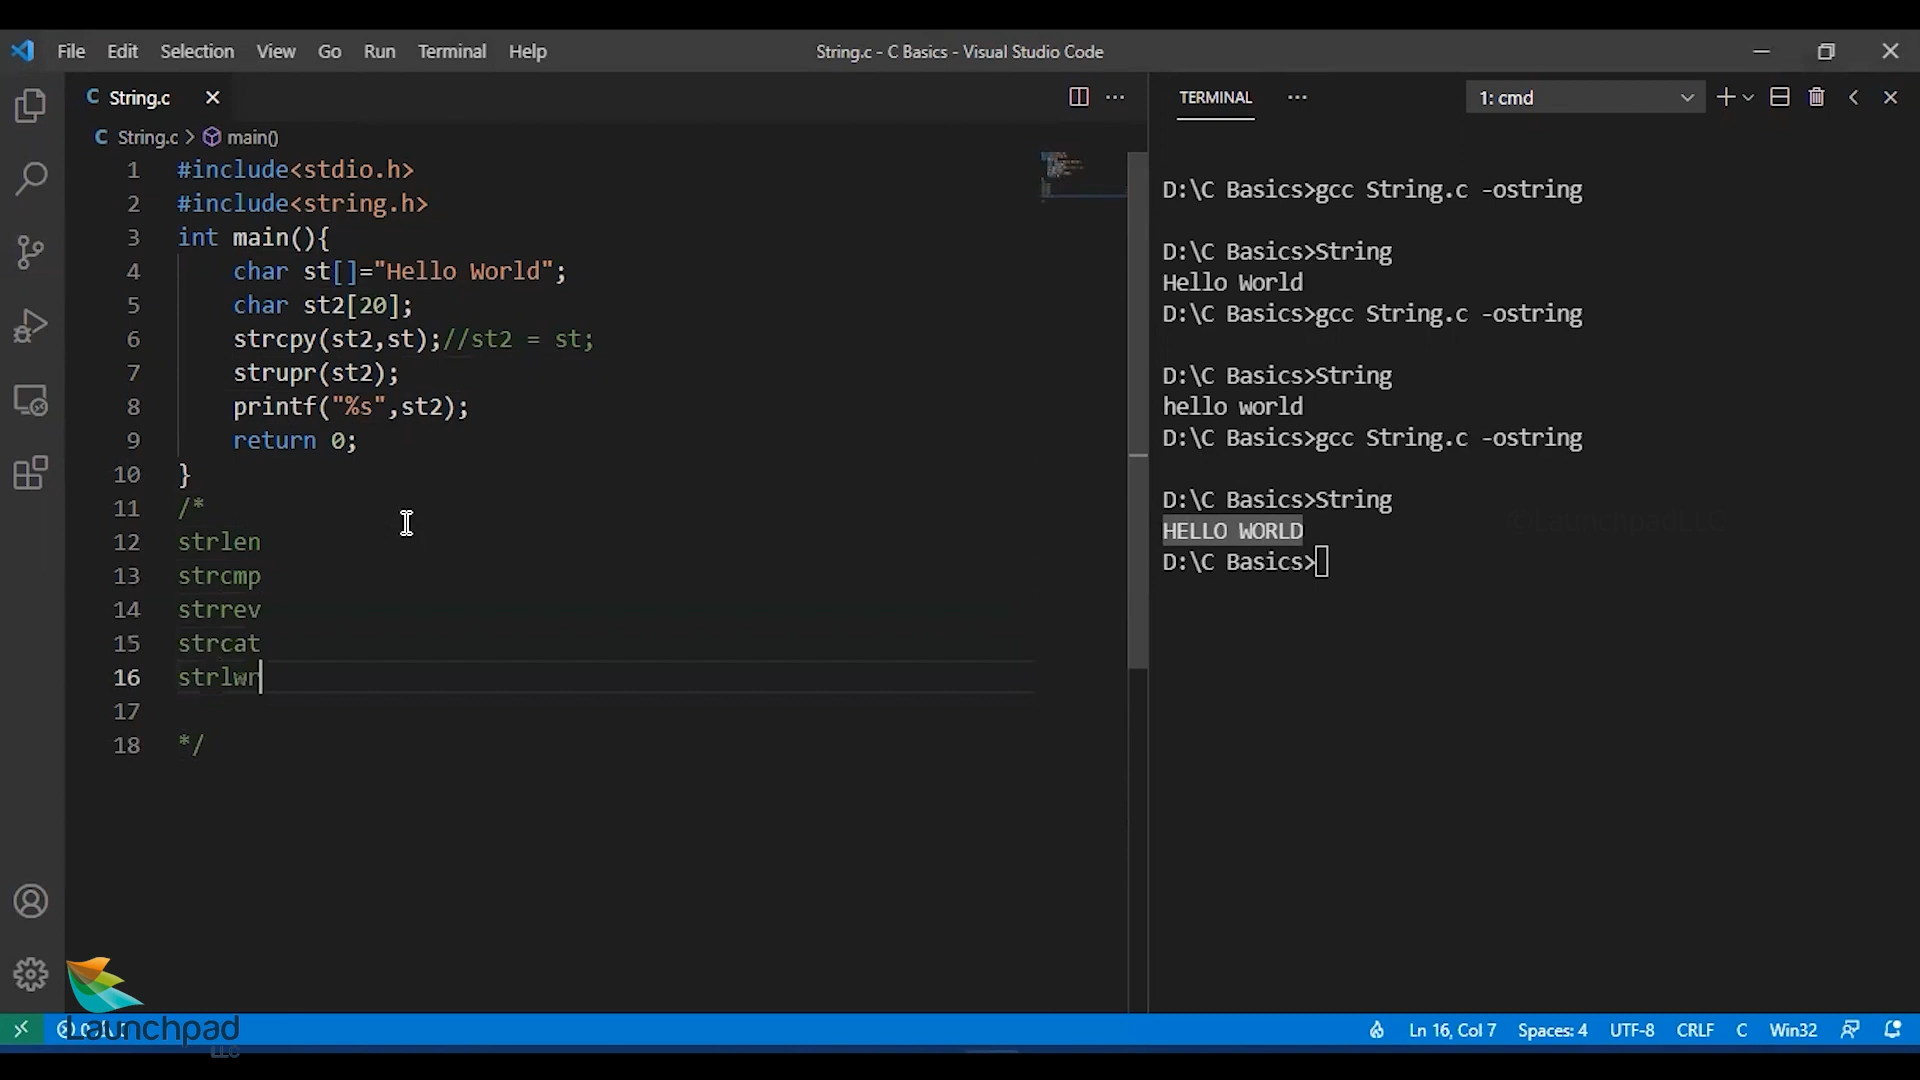 File Edit Selection View Go Run Terminal Help
String.c - C Basics - Visual Studio Code
C String.c
C String.c > main()
1 #include<stdio.h>
2 #include<string.h>
3 int main(){
4 char st[]="Hello World";
5 char st2[20];
6 strcpy(st2,st);//st2 = st;
7 strupr(st2);
8 printf("%s",st2);
9 return 0;
10 }
11 /*
12 strlen
13 strcmp
14 strrev
15 strcat
16 strlwr
17
18 */
TERMINAL
1: cmd
D:\C Basics>gcc String.c -ostring
D:\C Basics>String
Hello World
D:\C Basics>gcc String.c -ostring
D:\C Basics>String
hello world
D:\C Basics>gcc String.c -ostring
D:\C Basics>String
HELLO WORLD
D:\C Basics>
©LaunchpadLLC
Launchpad
LLC
Ln 16, Col 7 Spaces: 4 UTF-8 CRLF C Win32